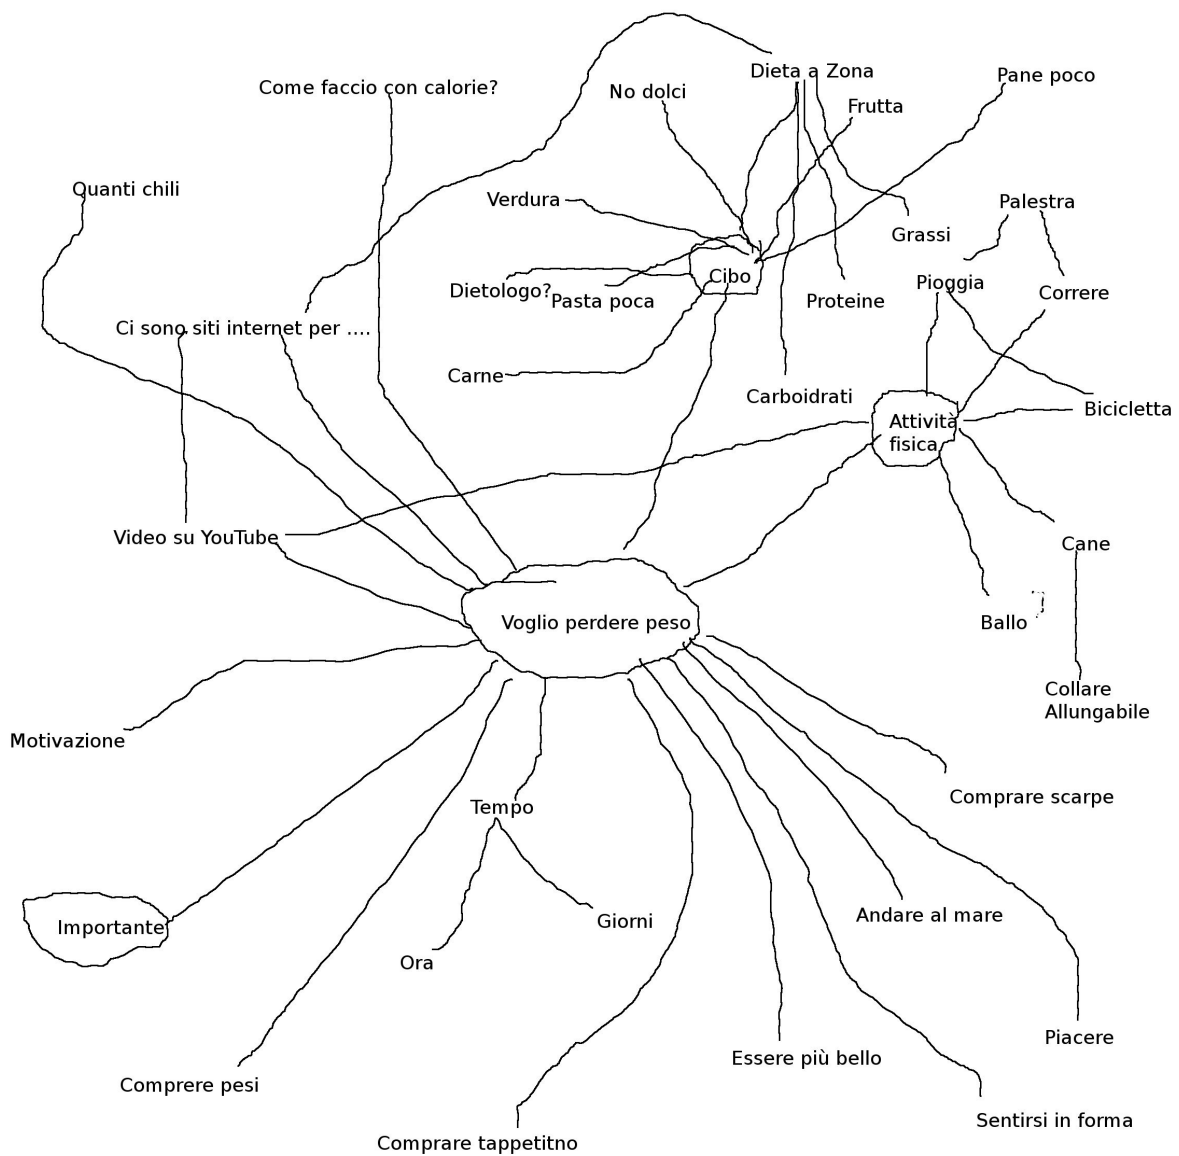 Dieta a Zona
Pane poco
Come faccio con calorie?
No dolci
Frutta
Quanti chili
Verdura
Palestra
Grassi
Cibo
Pioggia
Dietologo?
Pasta poca
Proteine
Correre
Ci sono siti internet per ....
Carne
Carboidrati
Bicicletta
Attività
fisica
Video su YouTube
Cane
Voglio perdere peso
Ballo
Collare
Allungabile
Motivazione
Comprare scarpe
Tempo
Importante
Giorni
Andare al mare
Ora
Piacere
Essere più bello
Comprere pesi
Sentirsi in forma
Comprare tappetitno